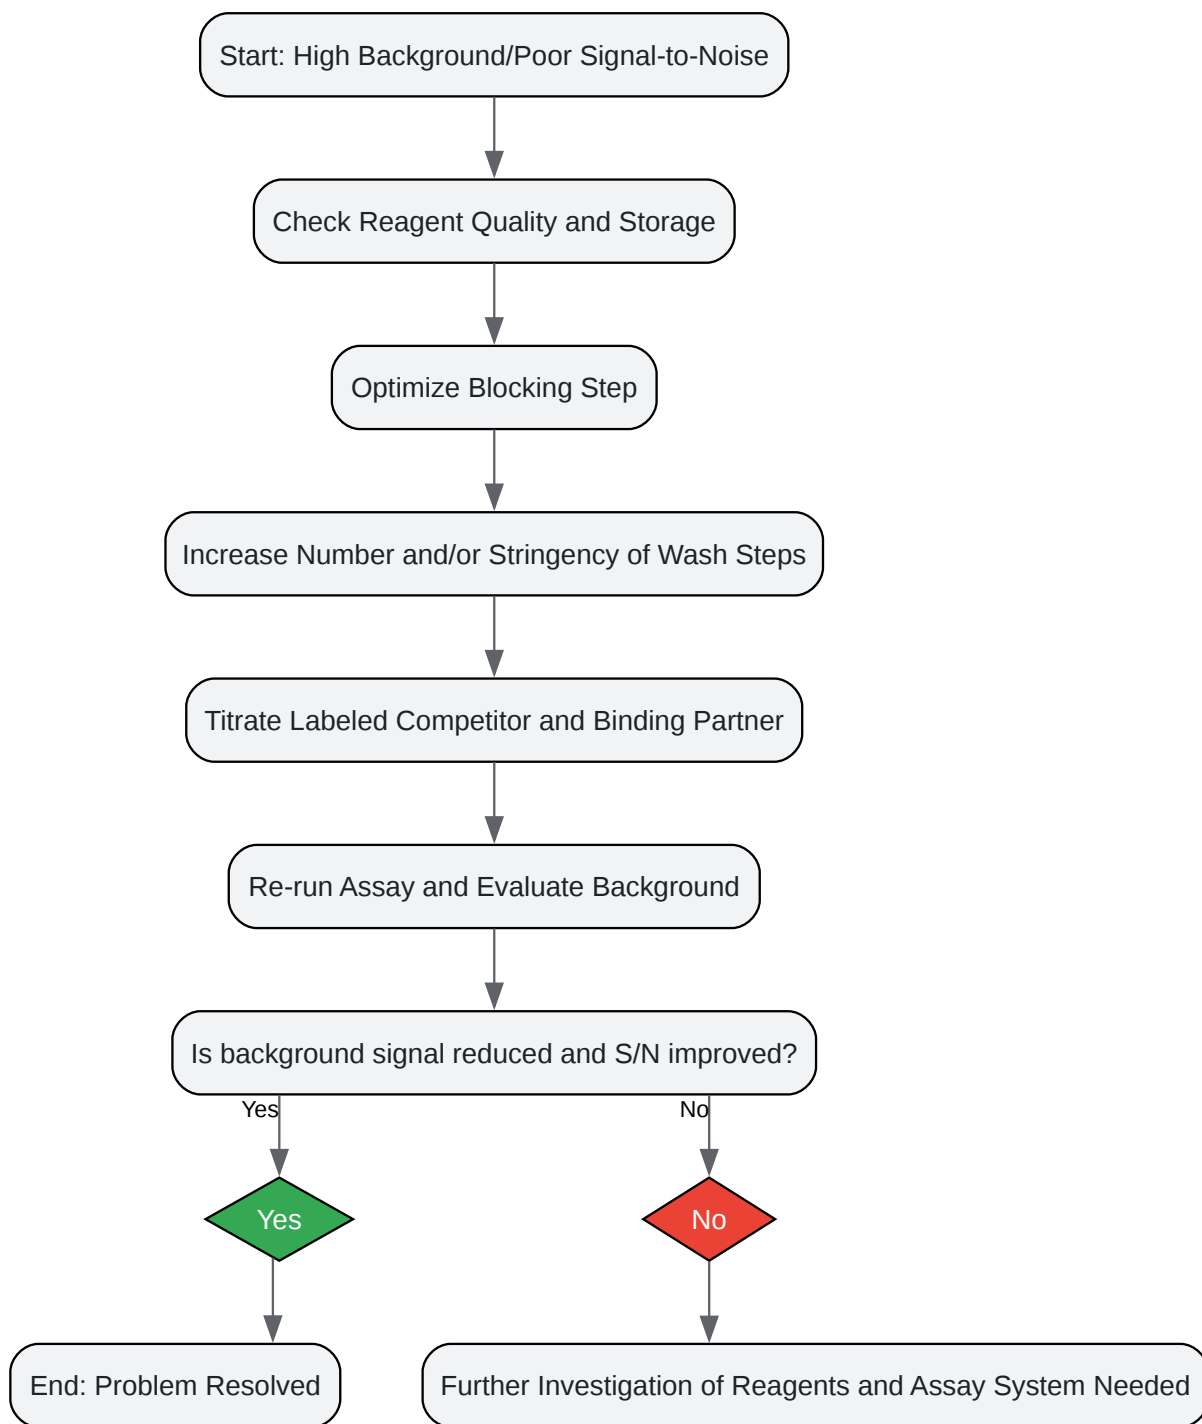 Start: High Background/Poor Signal-to-Noise
Check Reagent Quality and Storage
Optimize Blocking Step
Increase Number and/or Stringency of Wash Steps
Titrate Labeled Competitor and Binding Partner
Re-run Assay and Evaluate Background
Is background signal reduced and S/N improved?
Yes
No
Yes
No
End: Problem Resolved
Further Investigation of Reagents and Assay System Needed